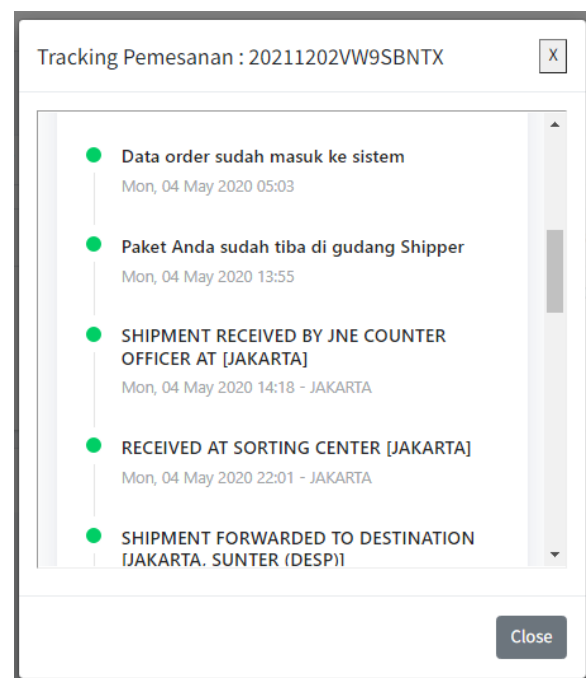 Tracking Pemesanan : 20211202VW9SBNTX
X
Data order sudah masuk ke sistem
Mon, 04 May 2020 05:03
Paket Anda sudah tiba di gudang Shipper
Mon, 04 May 2020 13:55
SHIPMENT RECEIVED BY JNE COUNTER
OFFICER AT [JAKARTA]
Mon, 04 May 2020 14:18 - JAKARTA
RECEIVED AT SORTING CENTER [JAKARTA]
Mon, 04 May 2020 22:01 - JAKARTA
SHIPMENT FORWARDED TO DESTINATION
[JAKARTA, SUNTER (DESP)]
Close